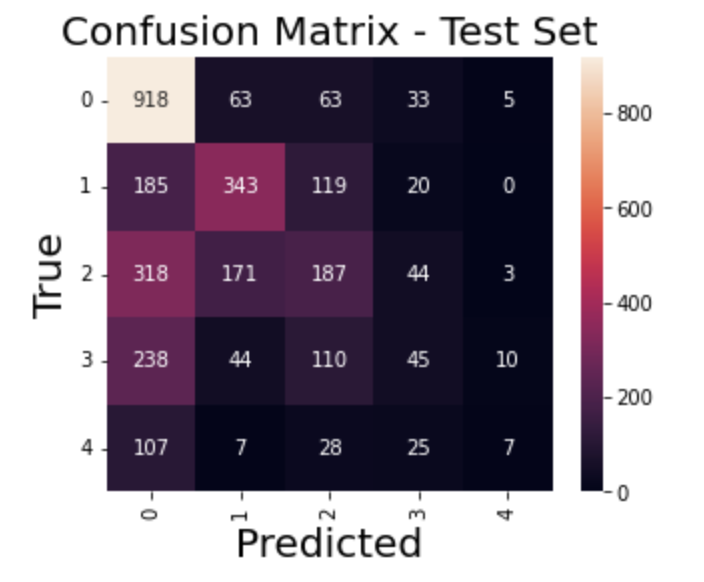 Confusion Matrix - Test Set
0 918 63 63 33 5
800
1 185 343 119 20 0
600
True
2 318 171 187 44 3
400
3 238 44 110 45 10
200
4 107 7 28 25 7
0
0 1 2 3 4
Predicted